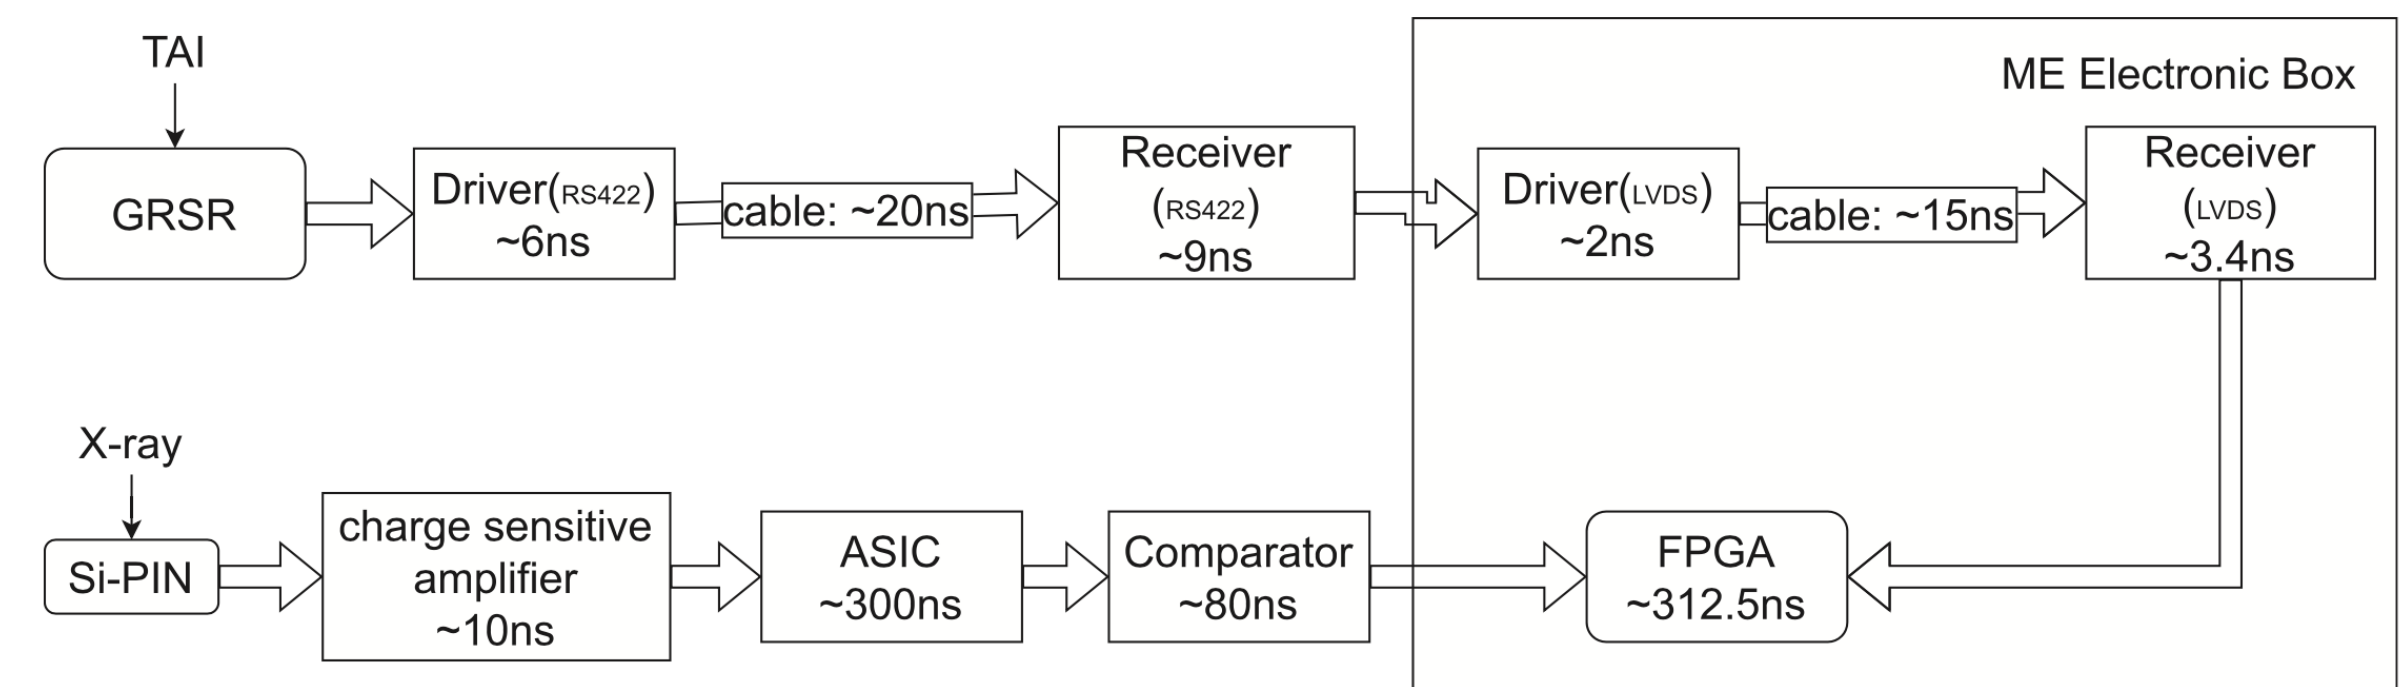 TAI
ME Electronic Box
GRSR
Driver(RS422)
~6ns
cable: ~20ns
Receiver
(RS422)
~9ns
Driver(LVDS)
~2ns
cable: ~15ns
Receiver
(LVDS)
~3.4ns
X-ray
Si-PIN
charge sensitive
amplifier
~10ns
ASIC
~300ns
Comparator
~80ns
FPGA
~312.5ns